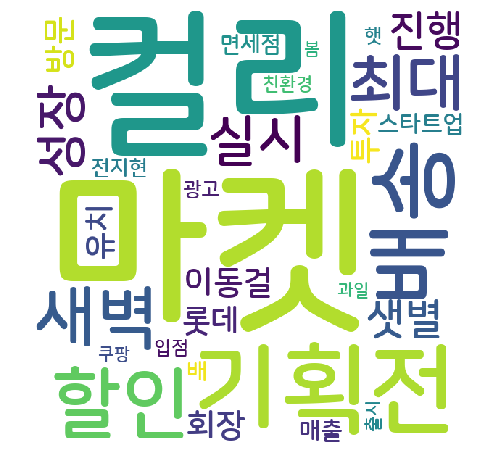 컬리
진행
방문
면세점
봄
햇
최대
친환경
성장
실시
투자
스타트업
전지현
배송
마켓
광고
유치
이동걸
과일
새벽
롯데
샛별
쿠팡
입점
배
할인
기획전
회장
매출
출시